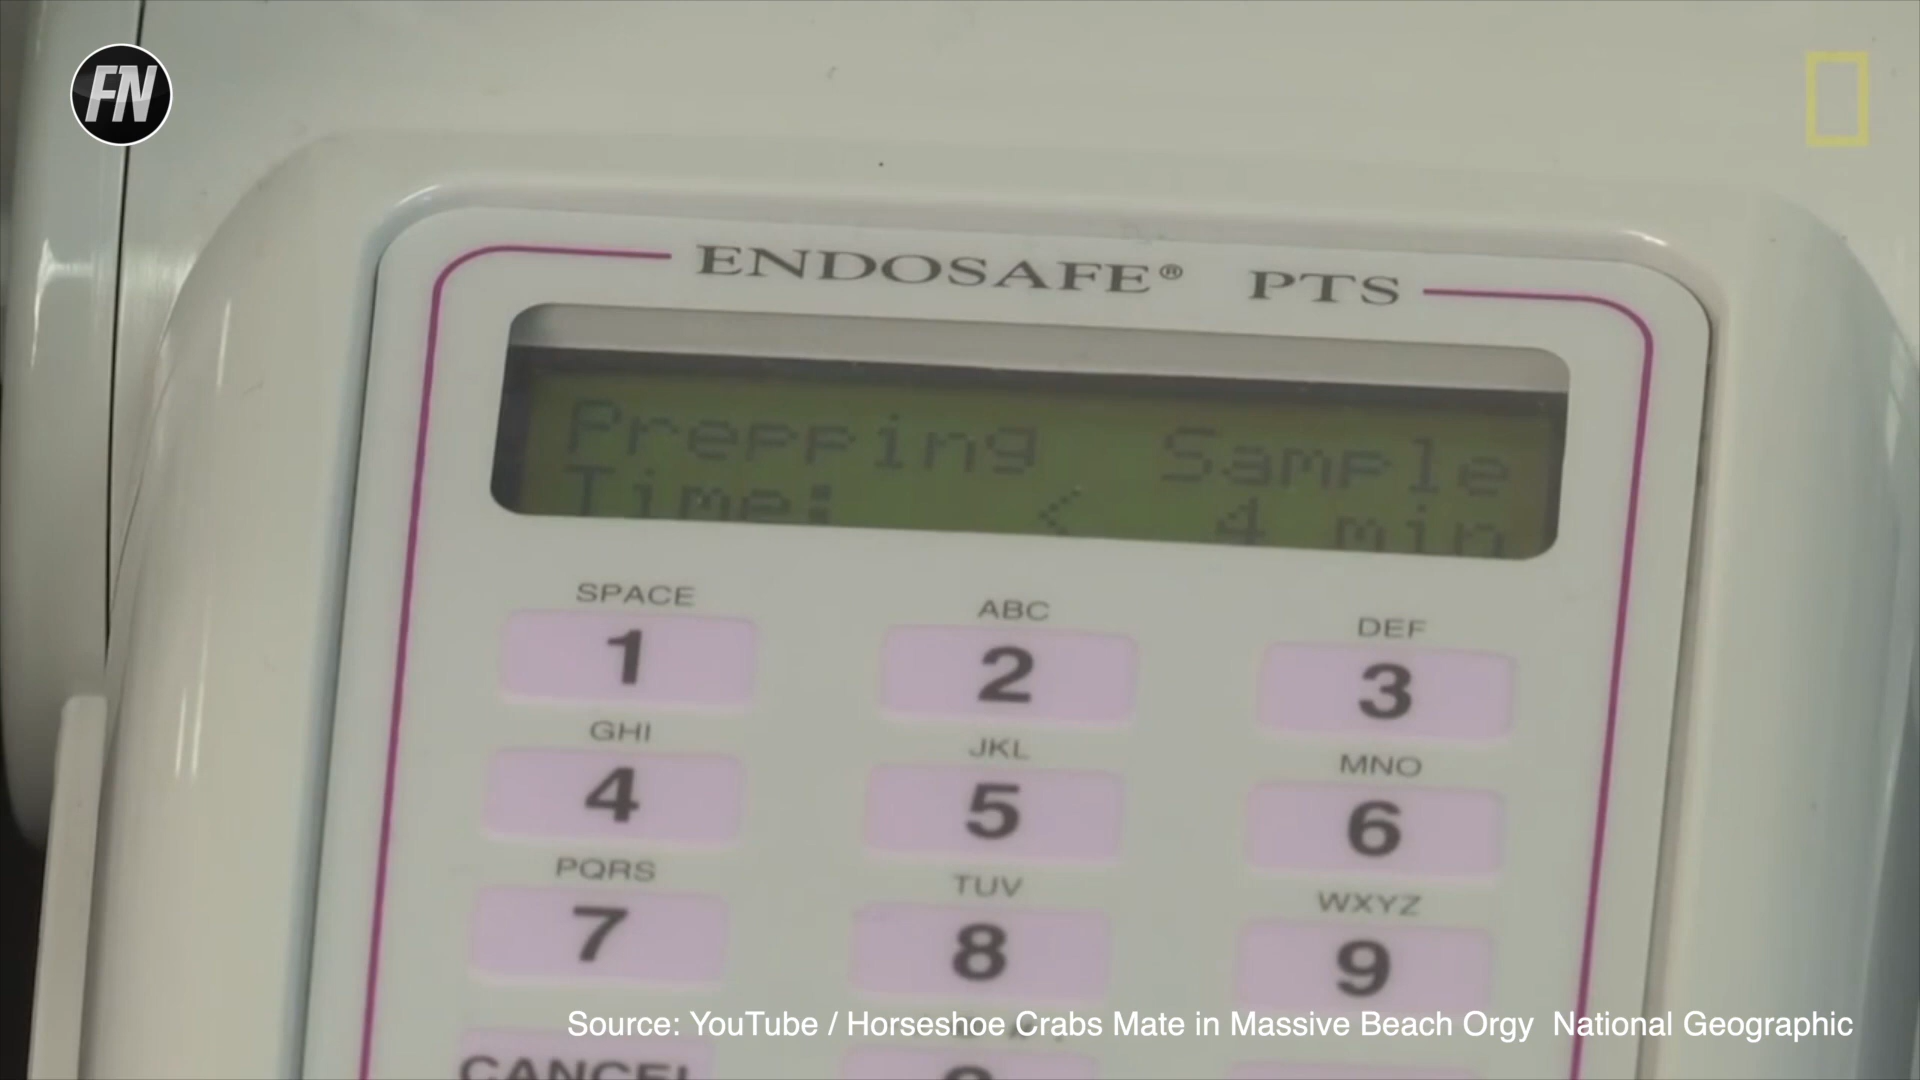 FN
ENDOSAFE® PTS
Prepping Sample
Time: < 4 min
SPACE ABC DEF
1 2 3
GHI JKL MNO
4 5 6
PQRS TUV WXYZ
7 8 9
CANCEL
Source: YouTube / Horseshoe Crabs Mate in Massive Beach Orgy National Geographic